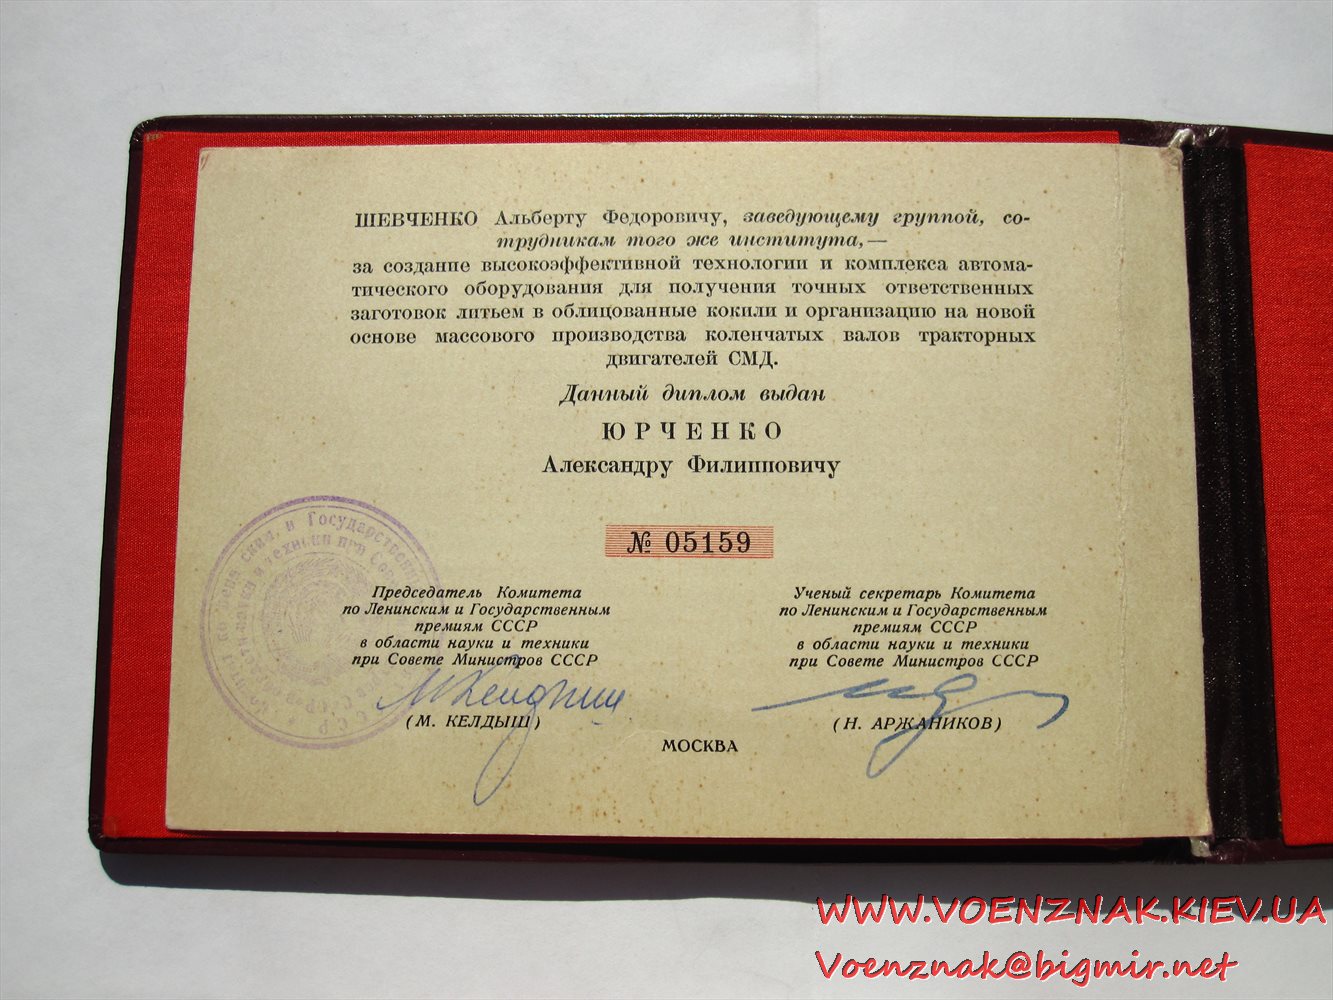 ШЕВЧЕНКО Альберту Федоровичу, заведующему группой, со-
трудникам того же института,—
за создание высокоэффективной технологии и комплекса автома-
тического оборудования для получения точных ответственных
заготовок литьем в облицованные кокили и организацию на новой
основе массового производства коленчатых валов тракторных
двигателей СМД.
Данный диплом выдан
ЮРЧЕНКО
Александру Филипповичу
№ 05159
Председатель Комитета
по Ленинским и Государственным
премиям СССР
в области науки и техники
при Совете Министров СССР
(М. КЕЛДЫШ)
Ученый секретарь Комитета
по Ленинским и Государственным
премиям СССР
в области науки и техники
при Совете Министров СССР
(Н. АРЖАНИКОВ)
МОСКВА
WWW.VOENZNAK.KIEV.UA
Voenznak@bigmir.net